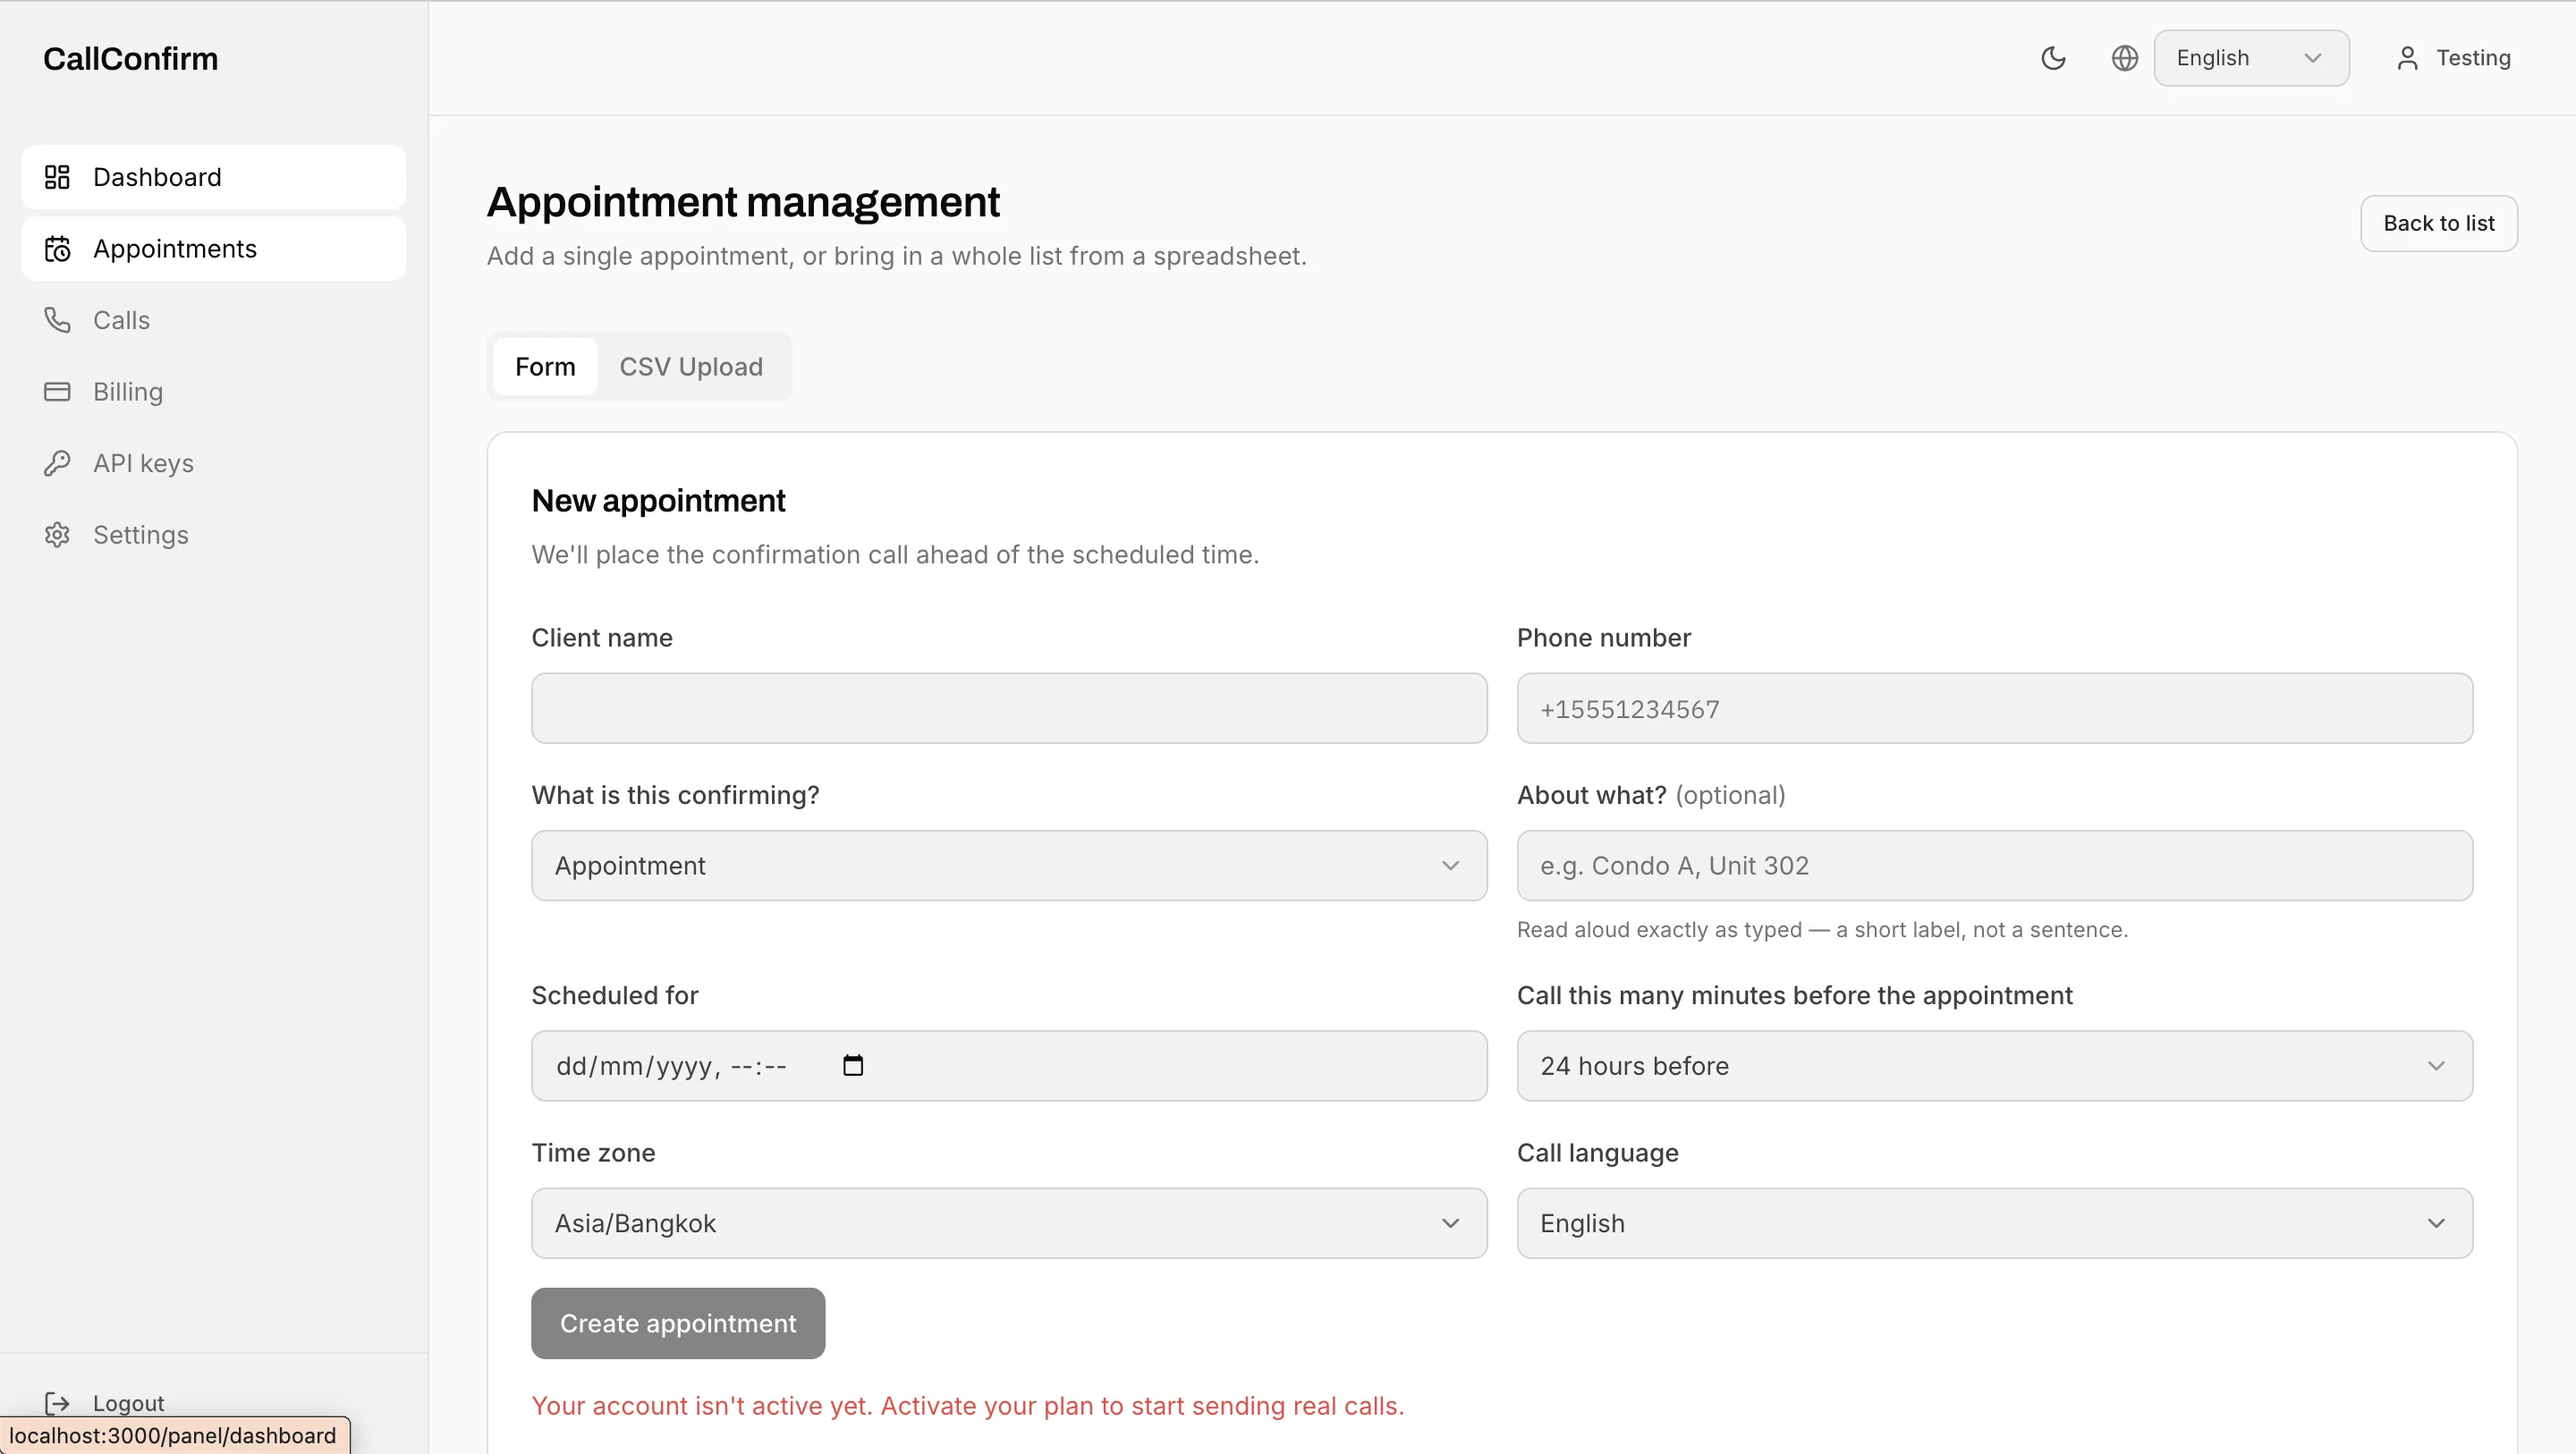 CallConfirm
English
Testing
Dashboard
Appointments
Calls
Billing
API keys
Settings
Logout
localhost:3000/panel/dashboard
Appointment management
Add a single appointment, or bring in a whole list from a spreadsheet.
Back to list
Form
CSV Upload
New appointment
We'll place the confirmation call ahead of the scheduled time.
Client name
Phone number
+15551234567
What is this confirming?
Appointment
About what? (optional)
e.g. Condo A, Unit 302
Read aloud exactly as typed — a short label, not a sentence.
Scheduled for
dd/mm/yyyy, --:--
Call this many minutes before the appointment
24 hours before
Time zone
Asia/Bangkok
Call language
English
Create appointment
Your account isn't active yet. Activate your plan to start sending real calls.